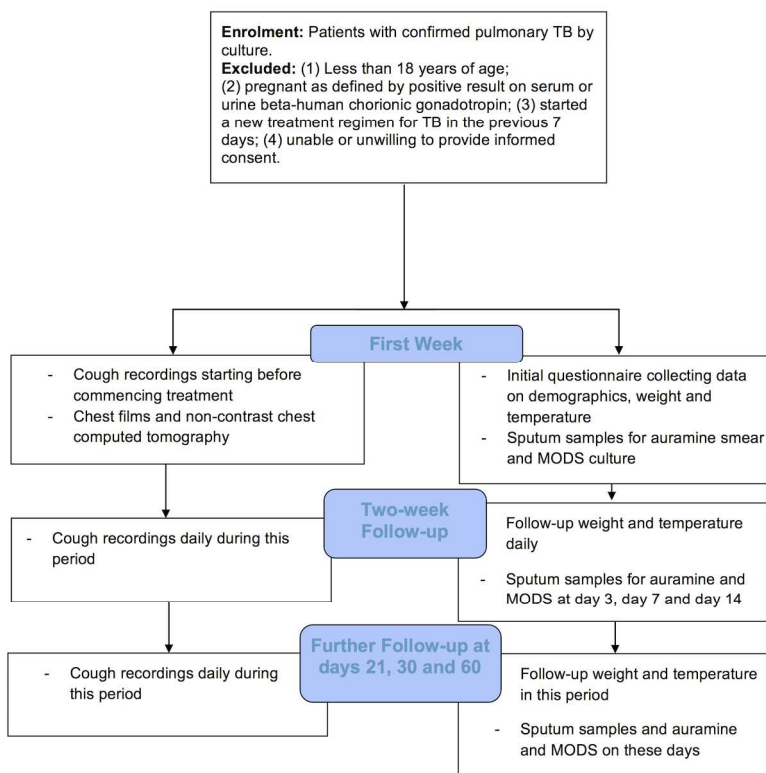 Enrolment: Patients with confirmed pulmonary TB by
culture.
Excluded: (1) Less than 18 years of age;
(2) pregnant as defined by positive result on serum or
urine beta-human chorionic gonadotropin; (3) started
a new treatment regimen for TB in the previous 7
days; (4) unable or unwilling to provide informed
consent.
First Week
- Cough recordings starting before
commencing treatment
- Chest films and non-contrast chest
computed tomography
- Initial questionnaire collecting data
on demographics, weight and
temperature
- Sputum samples for auramine smear
and MODS culture
Two-week
Follow-up
- Cough recordings daily during this
period
Follow-up weight and temperature
daily
- Sputum samples for auramine and
MODS at day 3, day 7 and day 14
Further Follow-up at
days 21, 30 and 60
- Cough recordings daily during
this period
Follow-up weight and temperature
in this period
- Sputum samples and auramine
and MODS on these days